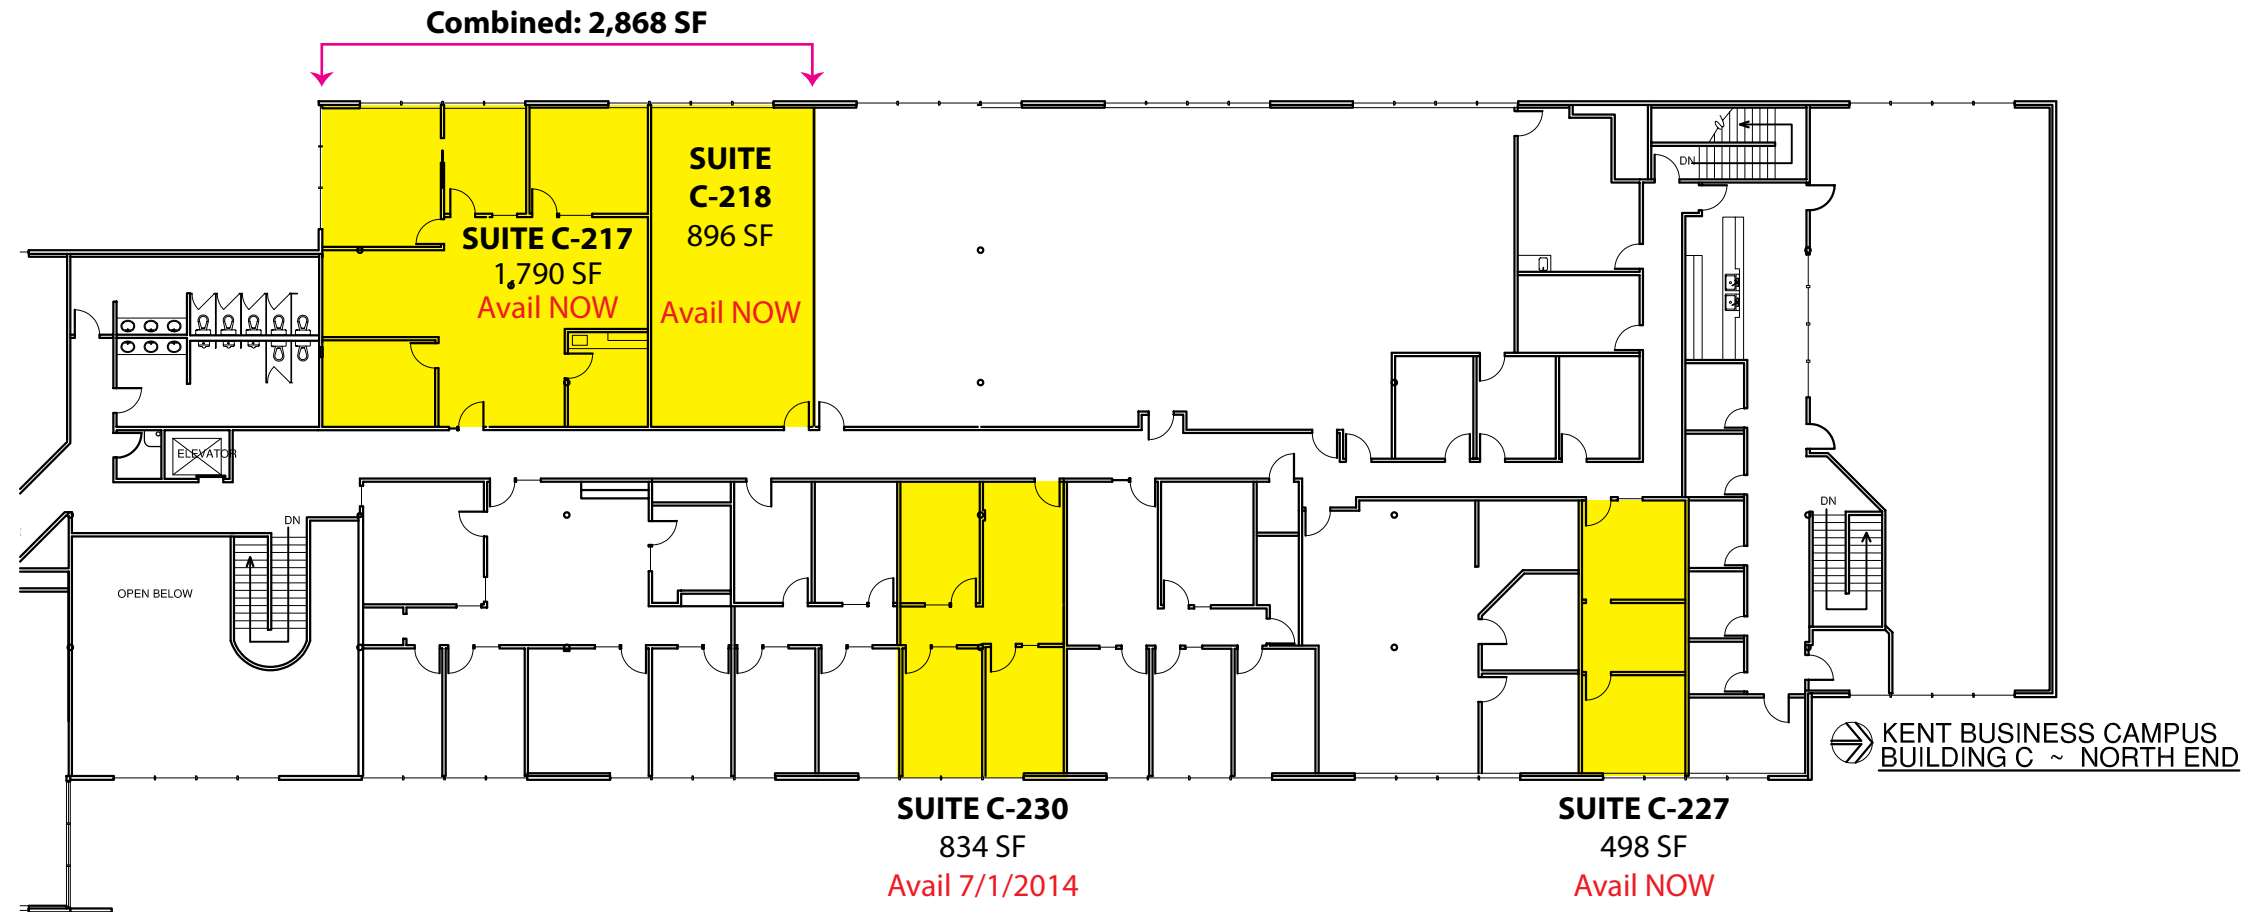 Combined: 2,868 SF
SUITE
C-218
896 SF
Avail NOW
SUITE C-217
1,790 SF
Avail NOW
DN
ELEVATOR
DN
OPEN BELOW
DN
SUITE C-230
834 SF
Avail 7/1/2014
SUITE C-227
498 SF
Avail NOW
KENT BUSINESS CAMPUS
BUILDING C ~ NORTH END